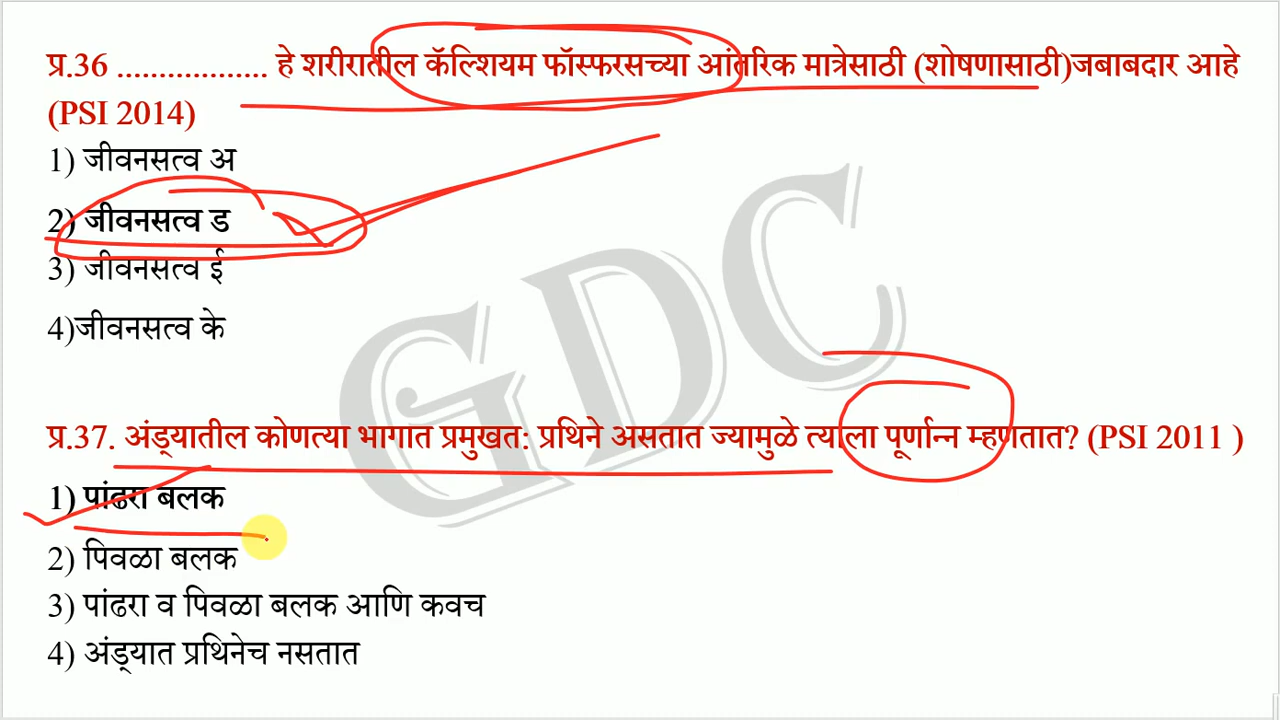 प्र.36 .................. हे शरीरातील कॅल्शियम फॉस्फरसच्या आंतरिक मात्रेसाठी (शोषणासाठी)जबाबदार आहे
(PSI 2014)
1) जीवनसत्व अ
2) जीवनसत्व ड
3) जीवनसत्व ई
4)जीवनसत्व के
GDC
प्र.37. अंड्यातील कोणत्या भागात प्रमुखत: प्रथिने असतात ज्यामुळे त्याला पूर्णान्न म्हणतात? (PSI 2011 )
1) पांढरा बलक
2) पिवळा बलक
3) पांढरा व पिवळा बलक आणि कवच
4) अंड्यात प्रथिनेच नसतात